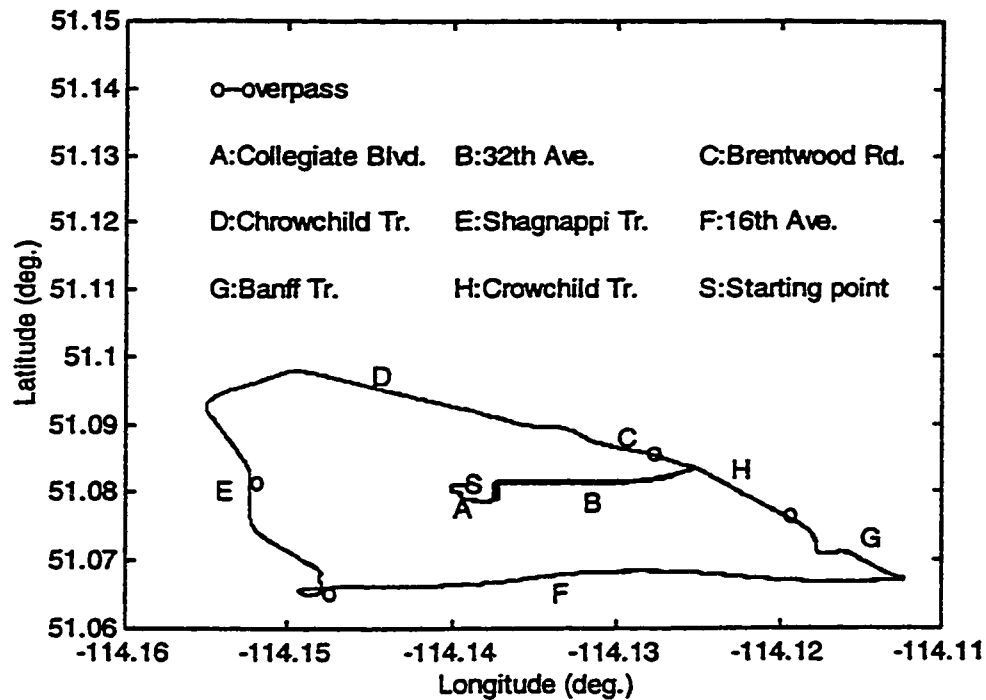 51.15
51.14
51.13
51.12
51.11
51.1
51.09
51.08
51.07
51.06
Latitude (deg.)
o-overpass
A:Collegiate Blvd. B:32th Ave. C:Brentwood Rd.
D:Chrowchild Tr. E:Shagnappi Tr. F:16th Ave.
G:Banff Tr. H:Crowchild Tr. S:Starting point
D
C
H
E
S
A
B
G
F
-114.16 -114.15 -114.14 -114.13 -114.12 -114.11
Longitude (deg.)